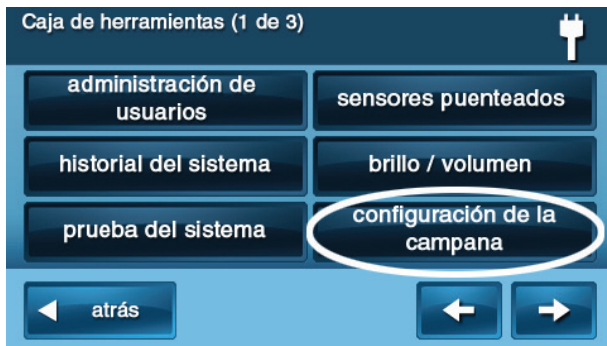 Caja de herramientas (1 de 3)
administración de
usuarios
sensores puenteados
historial del sistema
brillo / volumen
prueba del sistema
configuración de la
campana
atrás